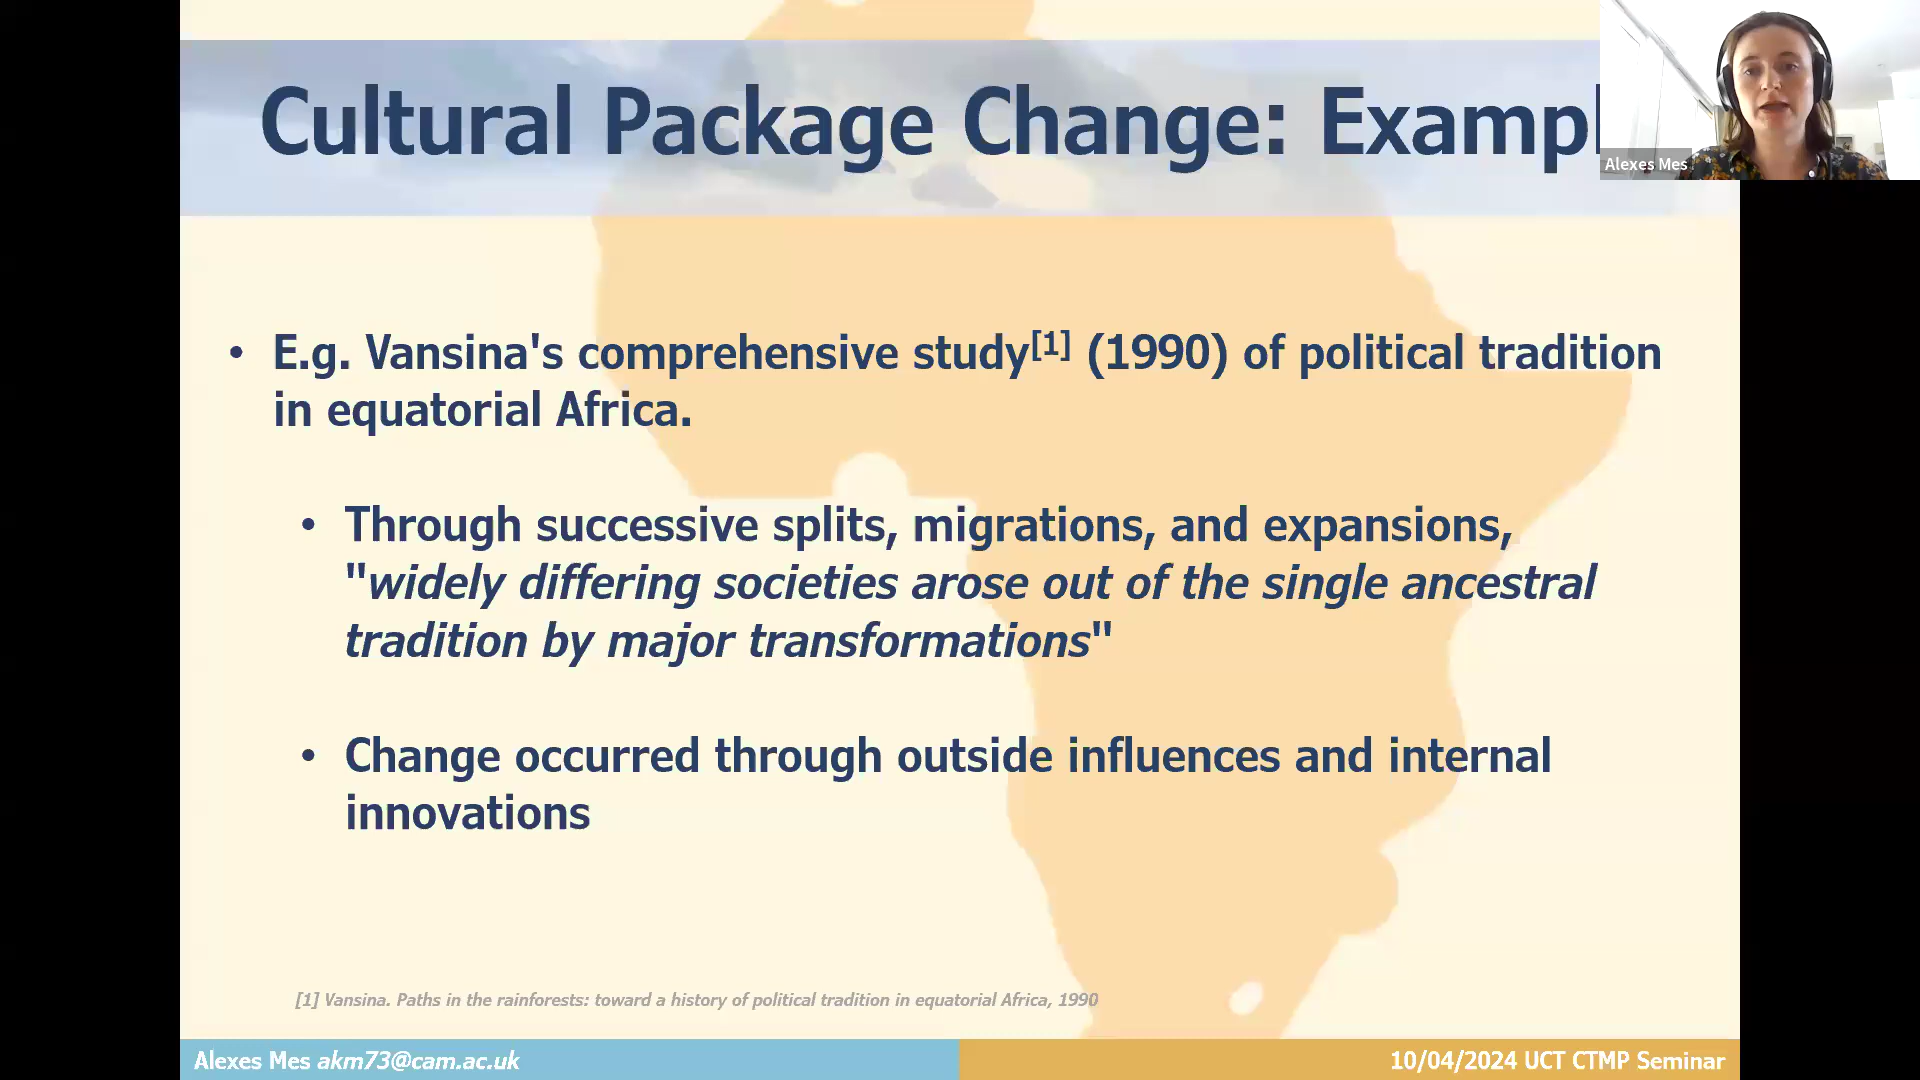 Cultural Package Change: Exampl
Alexes Mes
• E.g. Vansina's comprehensive study[1] (1990) of political tradition
in equatorial Africa.
• Through successive splits, migrations, and expansions,
"widely differing societies arose out of the single ancestral
tradition by major transformations"
• Change occurred through outside influences and internal
innovations
[1] Vansina. Paths in the rainforests: toward a history of political tradition in equatorial Africa, 1990
Alexes Mes akm73@cam.ac.uk
10/04/2024 UCT CTMP Seminar